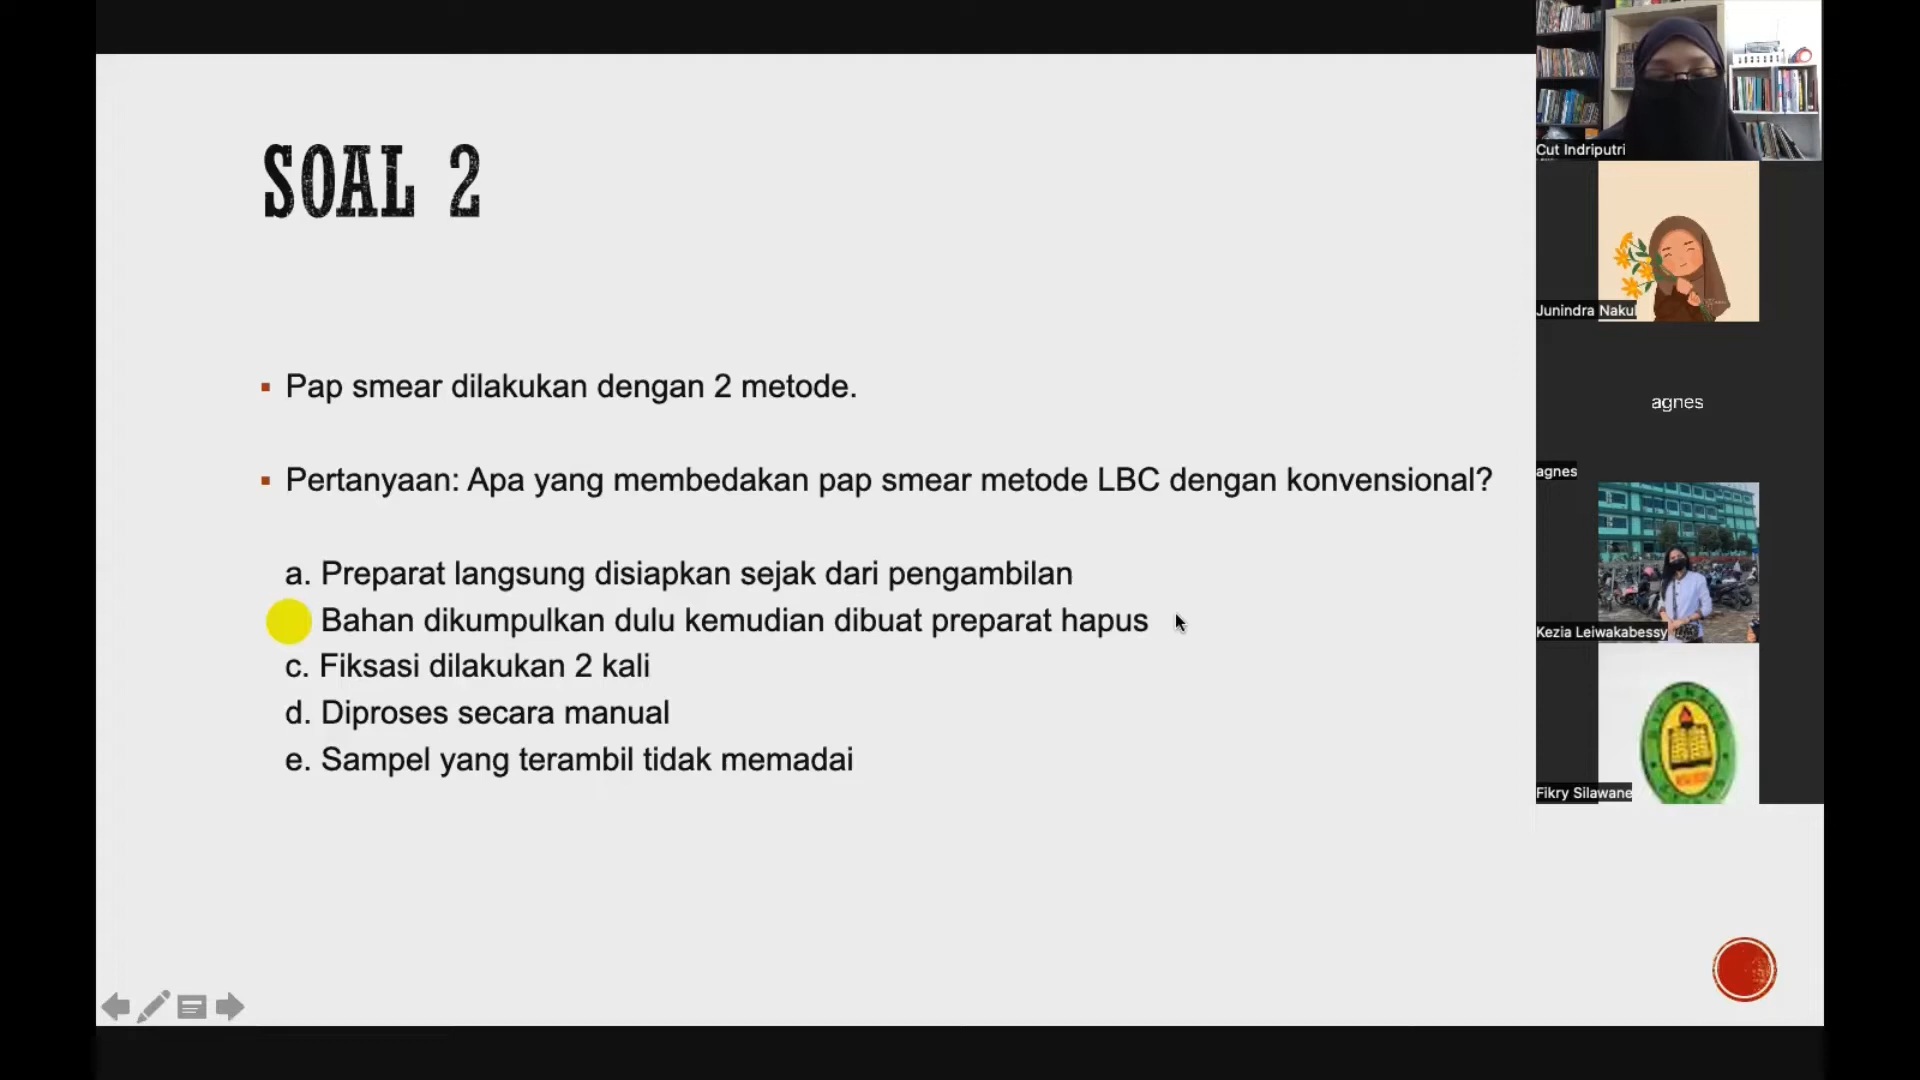 SOAL 2
Pap smear dilakukan dengan 2 metode.
Pertanyaan: Apa yang membedakan pap smear metode LBC dengan konvensional?
a. Preparat langsung disiapkan sejak dari pengambilan
Bahan dikumpulkan dulu kemudian dibuat preparat hapus
c. Fiksasi dilakukan 2 kali
d. Diproses secara manual
e. Sampel yang terambil tidak memadai
Cut Indriputri
Junindra Nakul
agnes
agnes
Kezia Leiwakabessy
Fikry Silawane